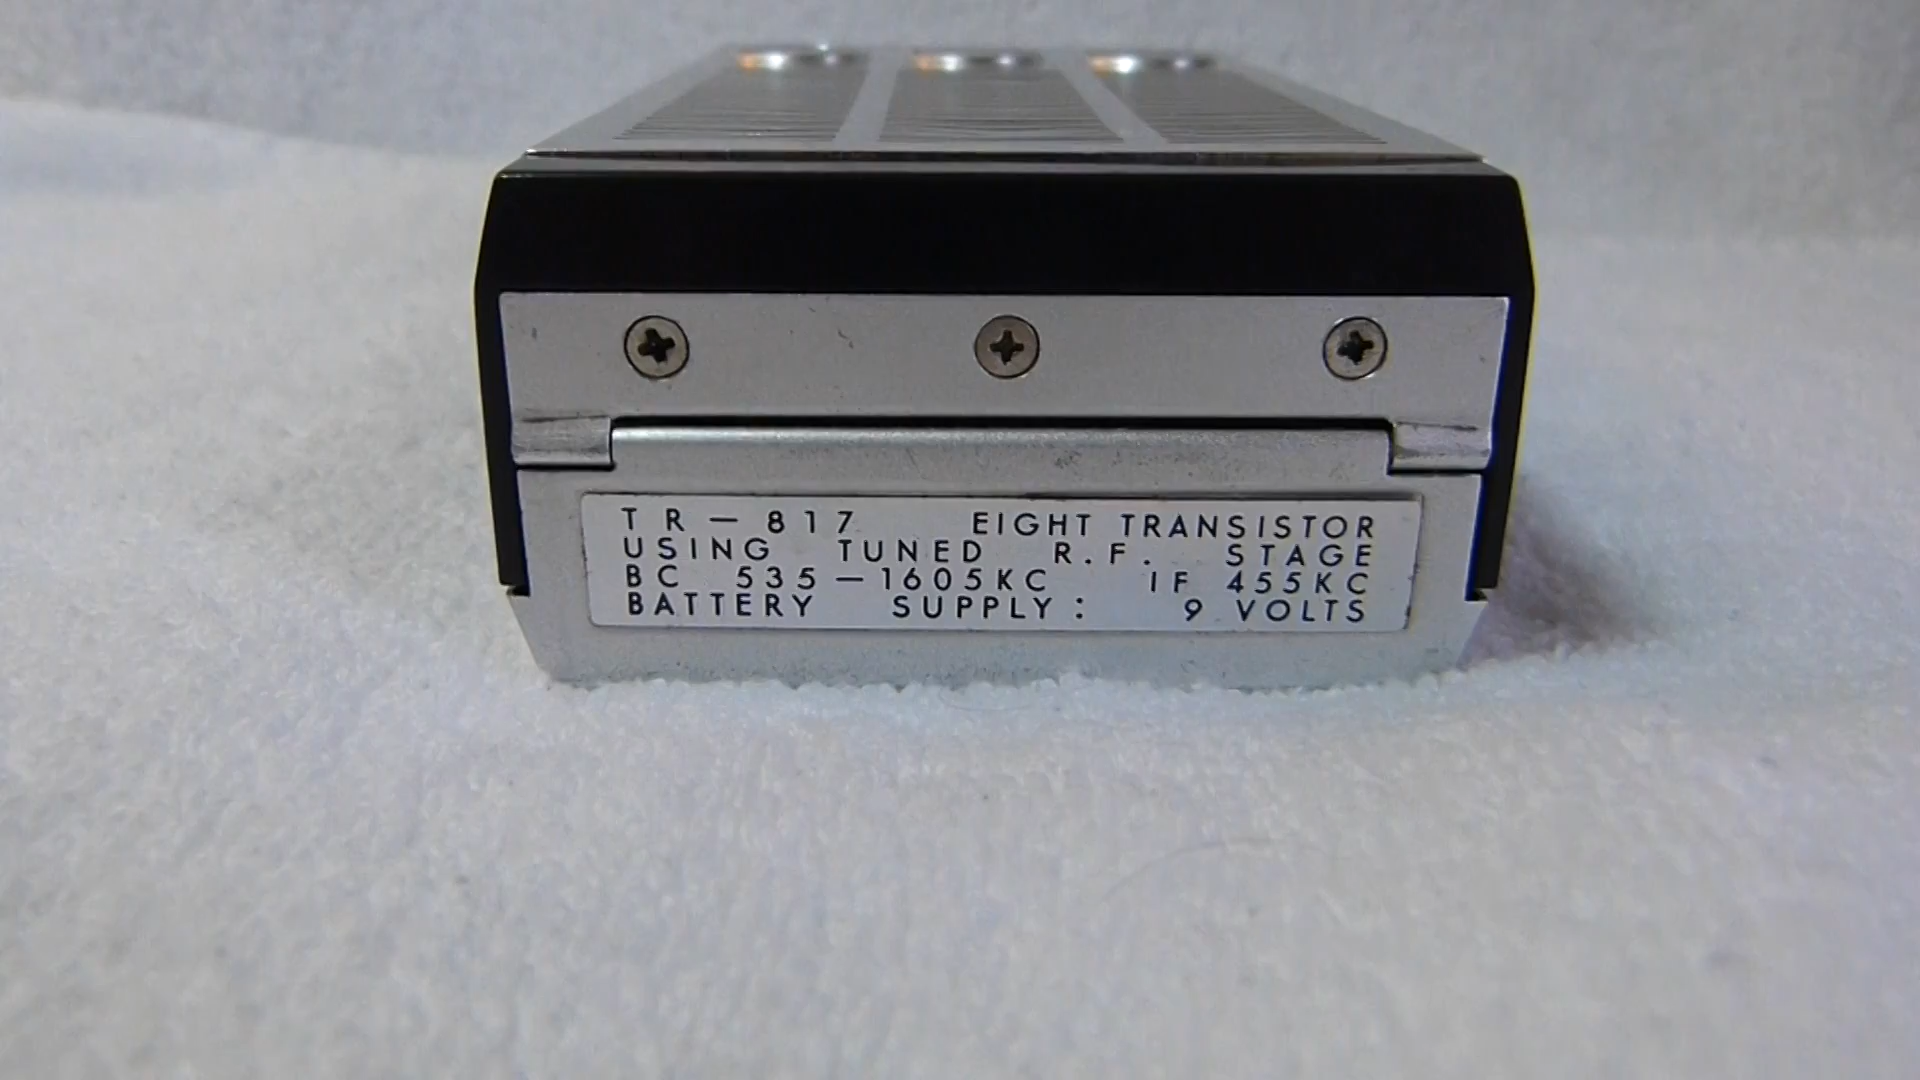 TR-817 EIGHT TRANSISTOR
USING TUNED R.F. STAGE
BC 535-1605KC IF 455KC
BATTERY SUPPLY: 9 VOLTS